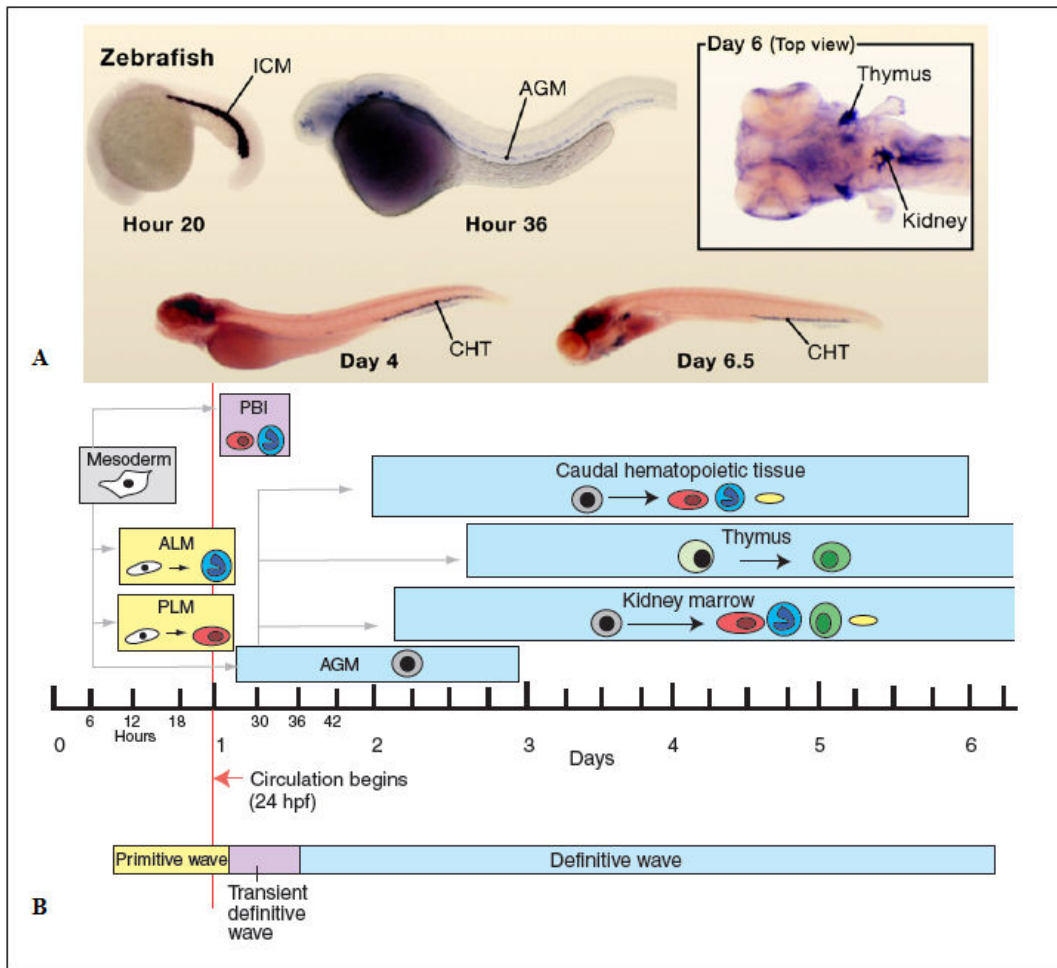 Zebrafish
ICM
Hour 20
AGM
Hour 36
Day 6 (Top view)
Thymus
Kidney
CHT
Day 4
CHT
Day 6.5
A
PBI
Mesoderm
Caudal hematopoietic tissue
Thymus
ALM
PLM
Kidney marrow
AGM
6 12 18 30 36 42
Hours
0 1 2 3 4 5 6
Days
Circulation begins
(24 hpf)
Primitive wave
Definitive wave
Transient
definitive
wave
B